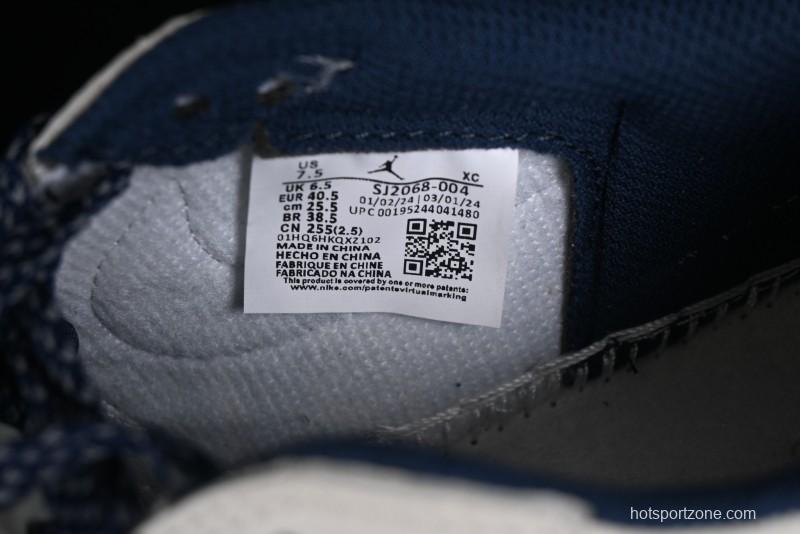 US
7.5 XC
UK 6.5 SJ2068-004
EUR 40.5 01/02/24 | 03/01/24
cm 25.5 UPC 00195244041480
BR 38.5
CN 255(2.5)
01HQ6HKQXZ102
MADE IN CHINA
HECHO EN CHINA
FABRIQUE EN CHINE
FABRICADO NA CHINA
This product is covered by one or more patents:
www.nike.com/patentsvirtualmarking
hotsportzone.com